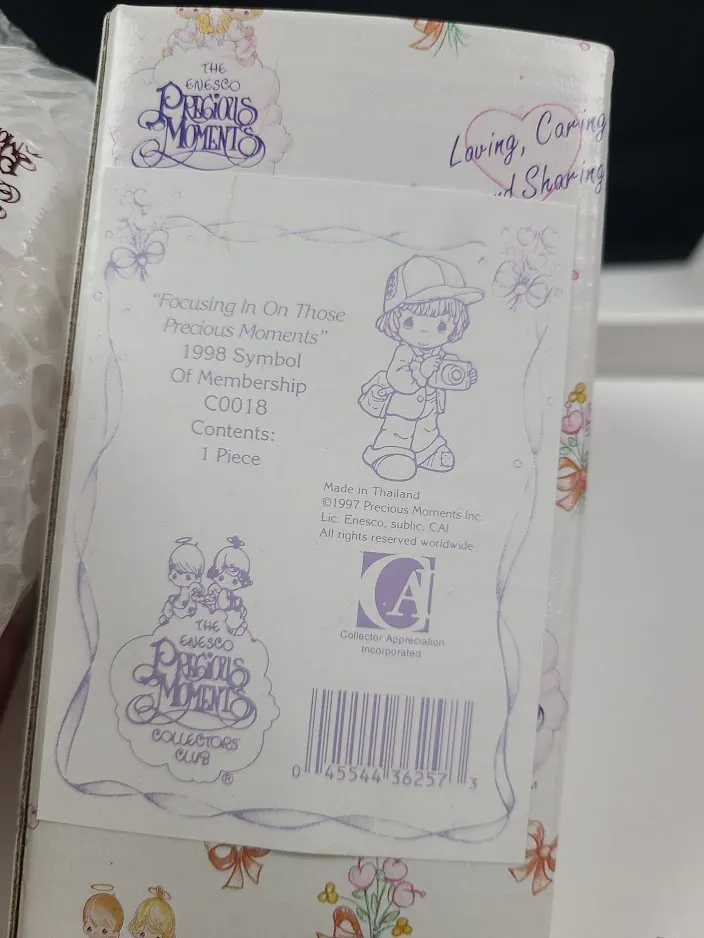 THE
ENESCO
PRECIOUS
MOMENTS
Loving, Caring
Sharing
"Focusing In On Those
Precious Moments"
1998 Symbol
Of Membership
C0018
Contents:
1 Piece
Made in Thailand
©1997 Precious Moments Inc.
Lic. Enesco, sublic. CAI
All rights reserved worldwide
CAI
Collector Appreciation
Incorporated
THE
ENESCO
PRECIOUS
MOMENTS
COLLECTORS'
CLUB
®
0 45544 36257 3